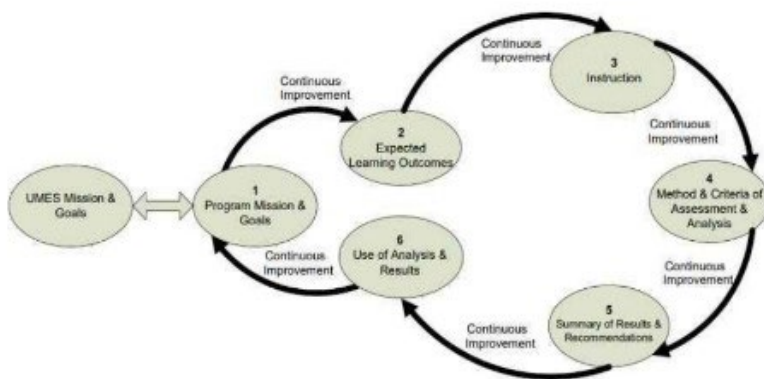 Continuous
Improvement
3
Instruction
Continuous
Improvement
2
Expected
Learning Outcomes
Continuous
Improvement
UMES Mission &
Goals
1
Program Mission &
Goals
4
Method & Criteria of
Assessment &
Analysis
6
Use of Analysis &
Results
Continuous
Improvement
Continuous
Improvement
5
Summary of Results &
Recommendations
Continuous
Improvement